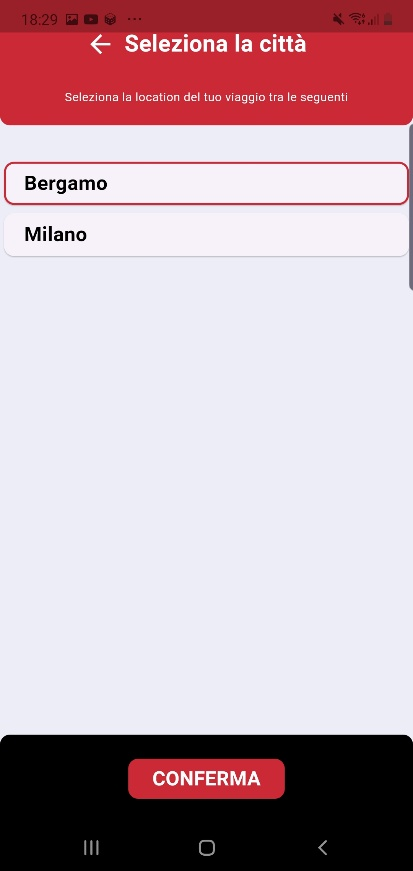 18:29
Seleziona la città
Seleziona la location del tuo viaggio tra le seguenti
Bergamo
Milano
CONFERMA